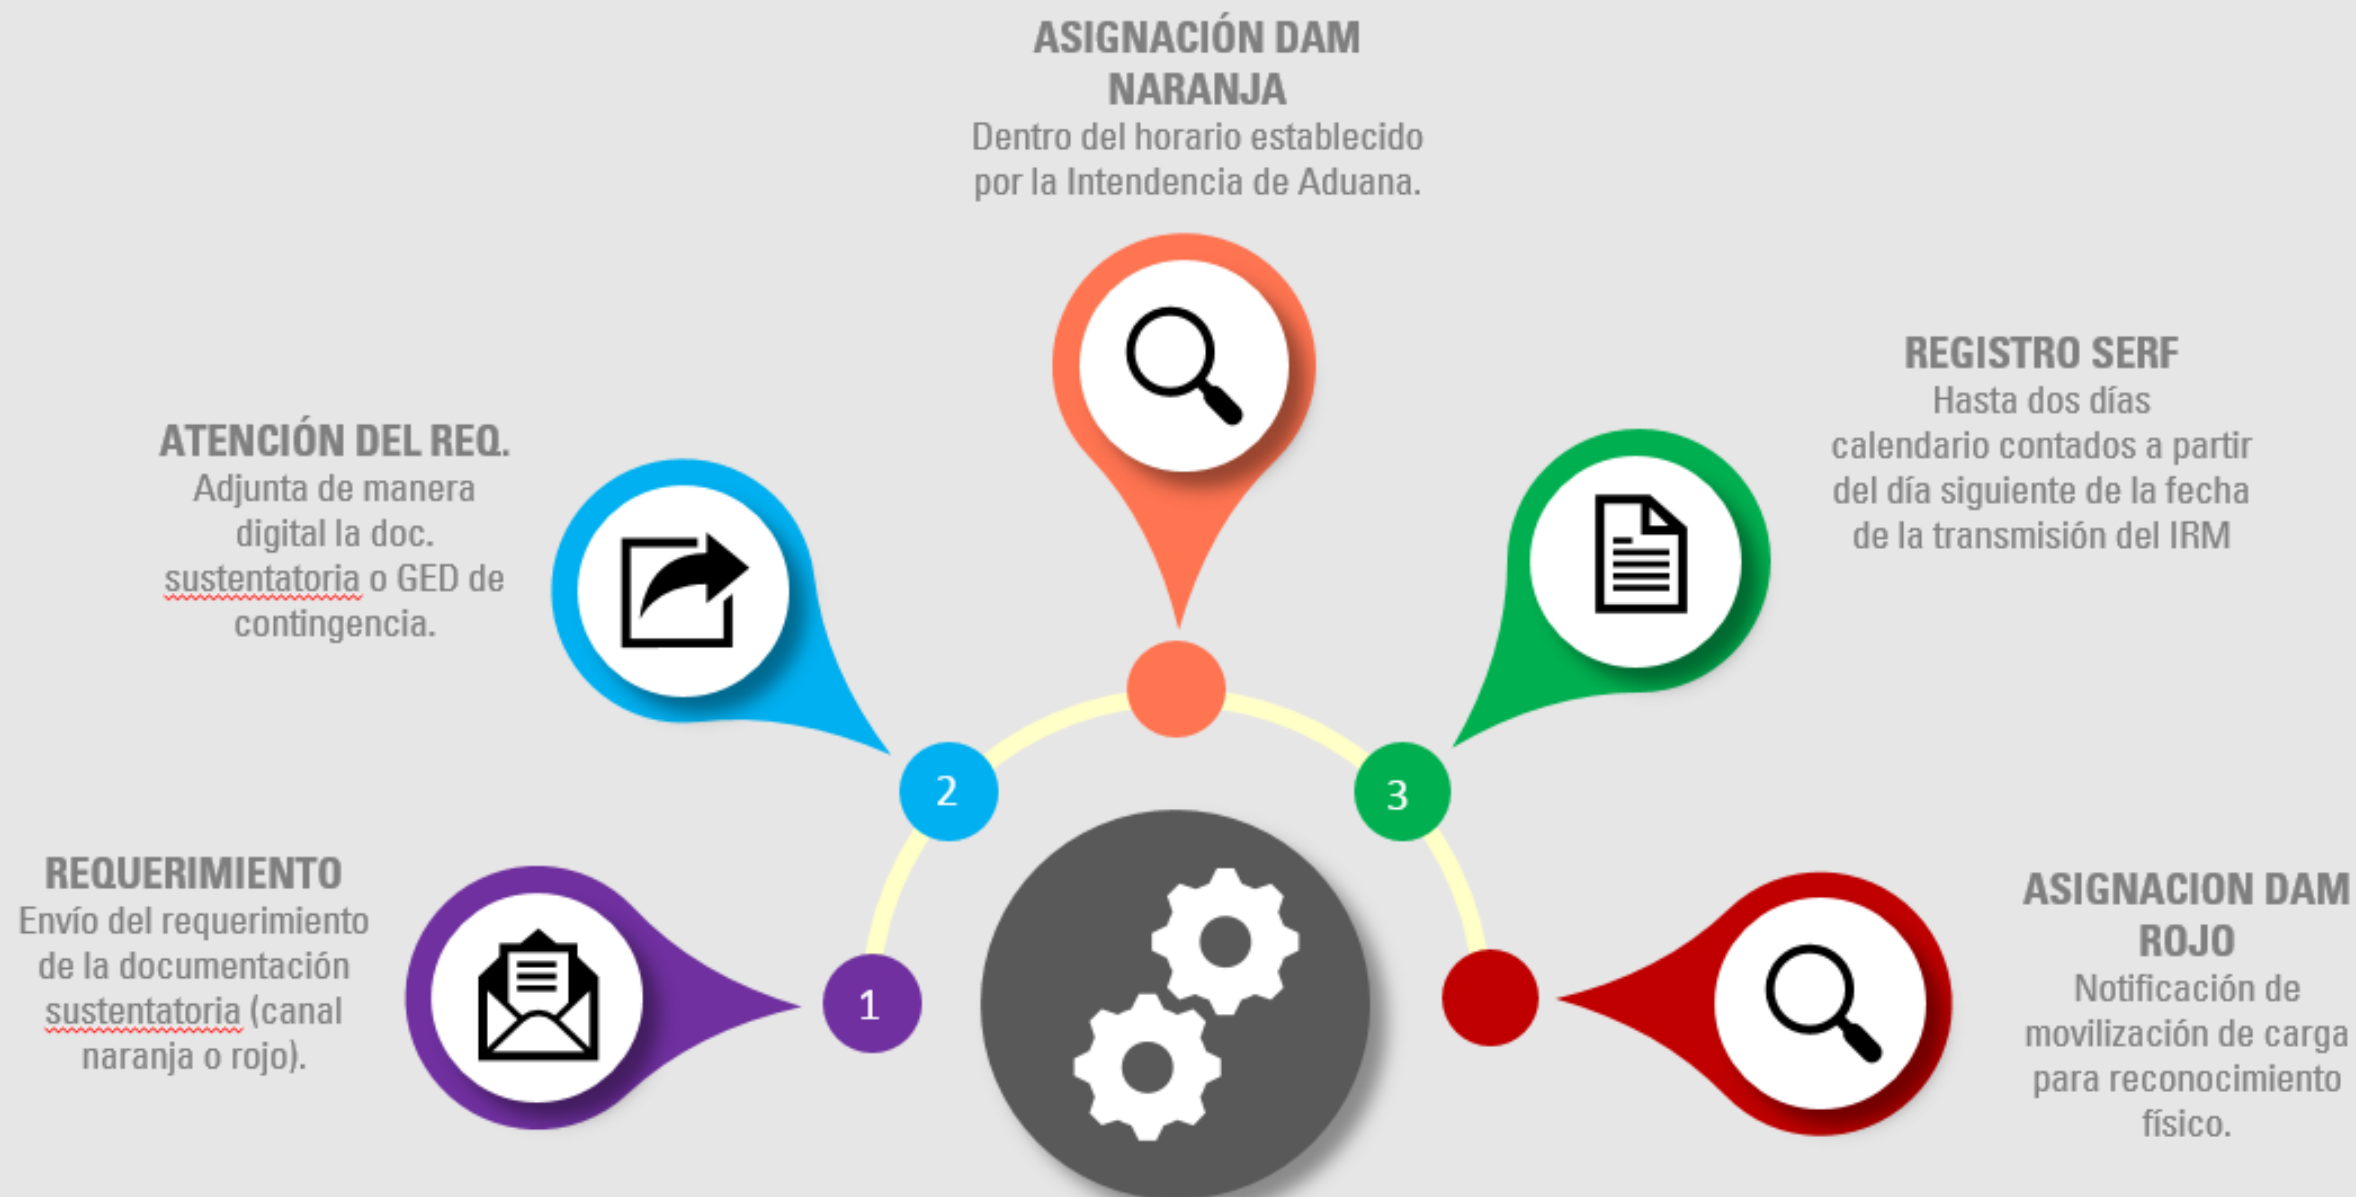 REQUERIMIENTO
Envío del requerimiento
de la documentación
sustentatoria (canal
naranja o rojo).
1
ATENCIÓN DEL REQ.
Adjunta de manera
digital la doc.
sustentatoria o GED de
contingencia.
2
ASIGNACIÓN DAM
NARANJA
Dentro del horario establecido
por la Intendencia de Aduana.
REGISTRO SERF
Hasta dos días
calendario contados a partir
del día siguiente de la fecha
de la transmisión del IRM
3
ASIGNACION DAM
ROJO
Notificación de
movilización de carga
para reconocimiento
físico.